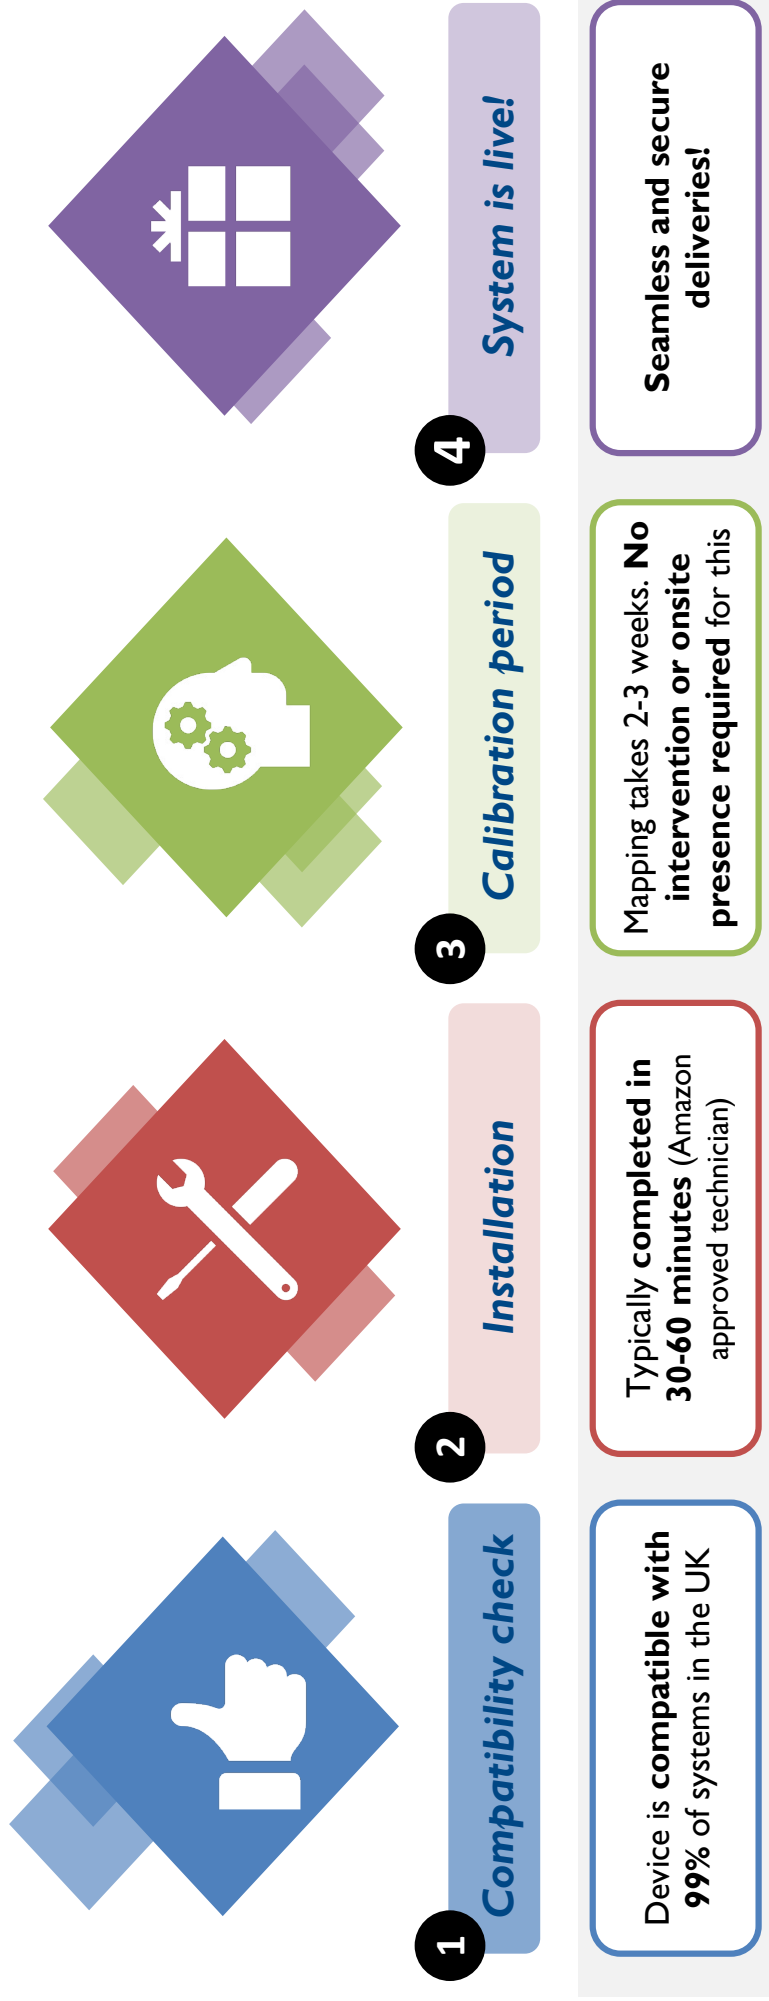 1
Compatibility check
Device is compatible with
99% of systems in the UK
2
Installation
Typically completed in
30-60 minutes (Amazon
approved technician)
3
Calibration period
Mapping takes 2-3 weeks. No
intervention or onsite
presence required for this
4
System is live!
Seamless and secure
deliveries!